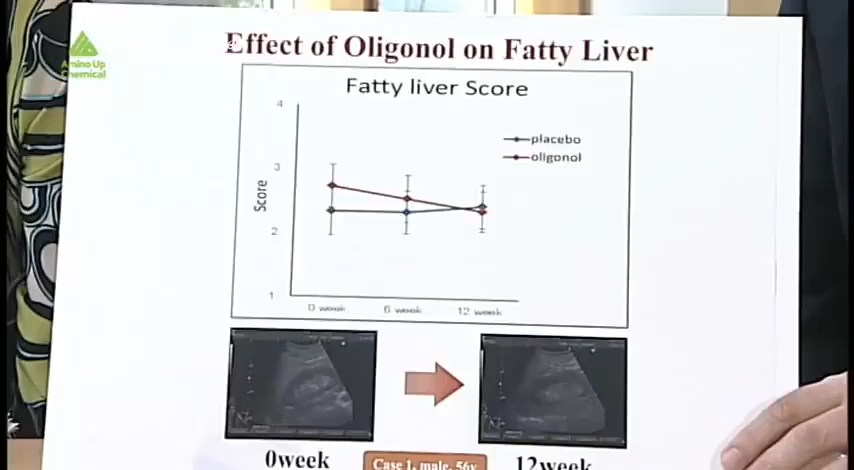 Effect of Oligonol on Fatty Liver
Amino Up
Chemical
Fatty liver Score
4
placebo
3
oligonol
Score
2
1
0 week
6 week
12 week
0week
Case 1, male, 56y
12week